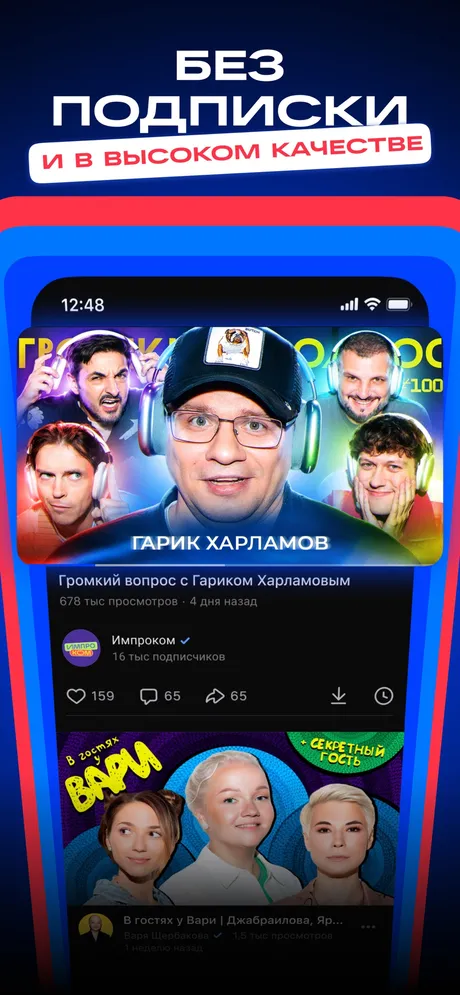 БЕЗ
ПОДПИСКИ
И В ВЫСОКОМ КАЧЕСТВЕ
12:48
100
ГАРИК ХАРЛАМОВ
Громкий вопрос с Гариком Харламовым
678 тыс просмотров · 4 дня назад
ИМПРО
КОМ
Импроком
16 тыс подписчиков
159 65 65
В гостях
у
ВАРИ
+ СЕКРЕТНЫЙ
ГОСТЬ
В гостях у Вари | Джабраилова, Яр...
Варя Щербакова 1,5 тыс просмотров
1 неделю назад